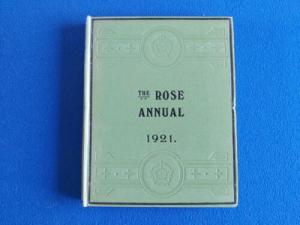 THE ROSE
ANNUAL
1921.